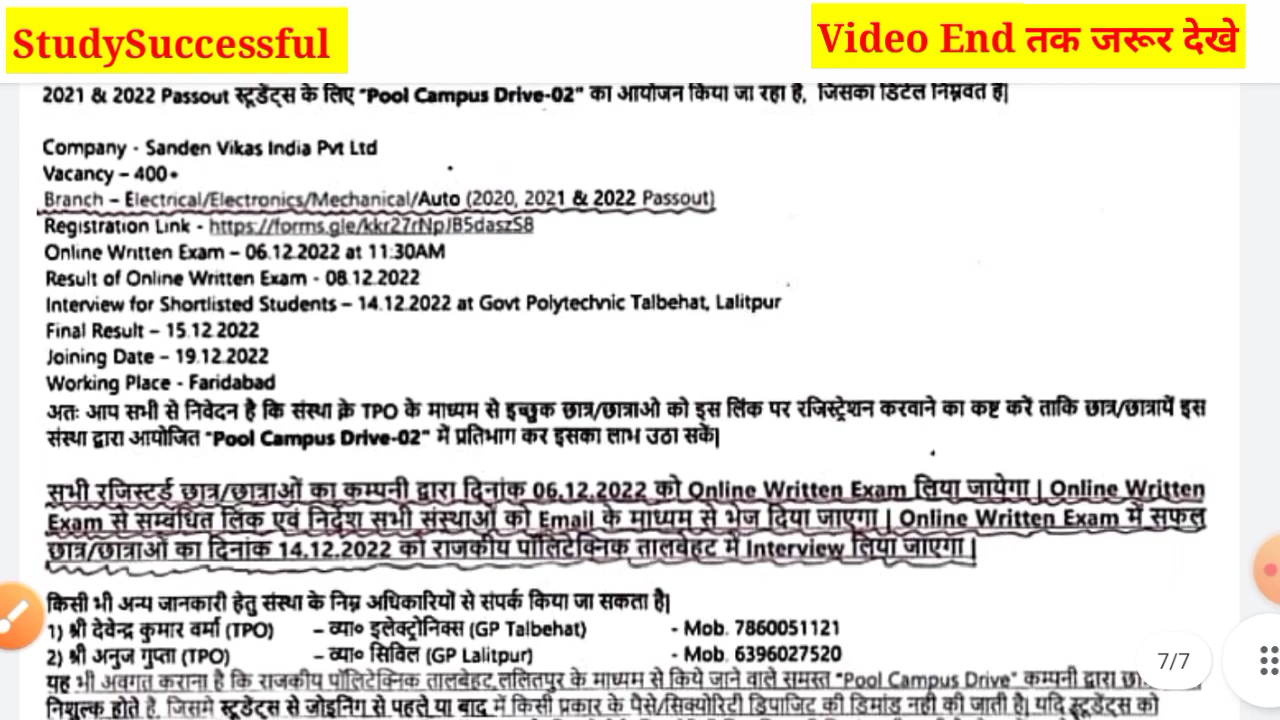 StudySuccessful
Video End तक जरूर देखे
2021 & 2022 Passout स्टूडेंट्स के लिए "Pool Campus Drive-02" का आयोजन किया जा रहा है, जिसका डिटेल निम्नवत है|
Company - Sanden Vikas India Pvt Ltd
Vacancy – 400+
Branch – Electrical/Electronics/Mechanical/Auto (2020, 2021 & 2022 Passout)
Registration Link - https://forms.gle/kkr27rNpJB5daszS8
Online Written Exam – 06.12.2022 at 11:30AM
Result of Online Written Exam - 08.12.2022
Interview for Shortlisted Students – 14.12.2022 at Govt Polytechnic Talbehat, Lalitpur
Final Result – 15.12.2022
Joining Date – 19.12.2022
Working Place - Faridabad
अतः आप सभी से निवेदन है कि संस्था के TPO के माध्यम से इच्छुक छात्र/छात्राओ को इस लिंक पर रजिस्ट्रेशन करवाने का कष्ट करें ताकि छात्र/छात्रायें इस
संस्था द्वारा आयोजित "Pool Campus Drive-02" में प्रतिभाग कर इसका लाभ उठा सकें|
सभी रजिस्टर्ड छात्र/छात्राओं का कम्पनी द्वारा दिनांक 06.12.2022 को Online Written Exam लिया जायेगा | Online Written
Exam से सम्बंधित लिंक एवं निर्देश सभी संस्थाओं को Email के माध्यम से भेज दिया जाएगा | Online Written Exam में सफल
छात्र/छात्राओं का दिनांक 14.12.2022 को राजकीय पॉलिटेक्निक तालबेहट में Interview लिया जाएगा |
किसी भी अन्य जानकारी हेतु संस्था के निम्न अधिकारियों से संपर्क किया जा सकता है|
1) श्री देवेन्द्र कुमार वर्मा (TPO) – व्या० इलेक्ट्रोनिक्स (GP Talbehat) - Mob. 7860051121
2) श्री अनुज गुप्ता (TPO) – व्या० सिविल (GP Lalitpur) - Mob. 6396027520
7/7
यह भी अवगत कराना है कि राजकीय पॉलिटेक्निक तालबेहट,ललितपुर के माध्यम से किये जाने वाले समस्त "Pool Campus Drive" कम्पनी द्वारा
निशुल्क होते है, जिसमे स्टूडेंट्स से जोइनिंग से पहले या बाद में किसी प्रकार के पैसे/सिक्योरिटी डिपाजिट की डिमांड नही की जाती है| यदि स्टूडेंट्स को